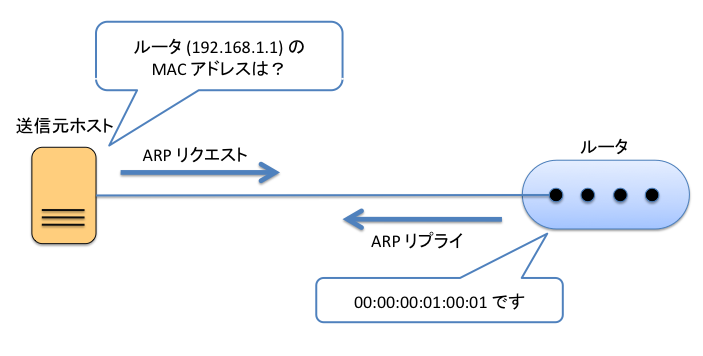 ルータ (192.168.1.1) の
MAC アドレスは？
送信元ホスト
ARP リクエスト
ルータ
ARP リプライ
00:00:00:01:00:01 です